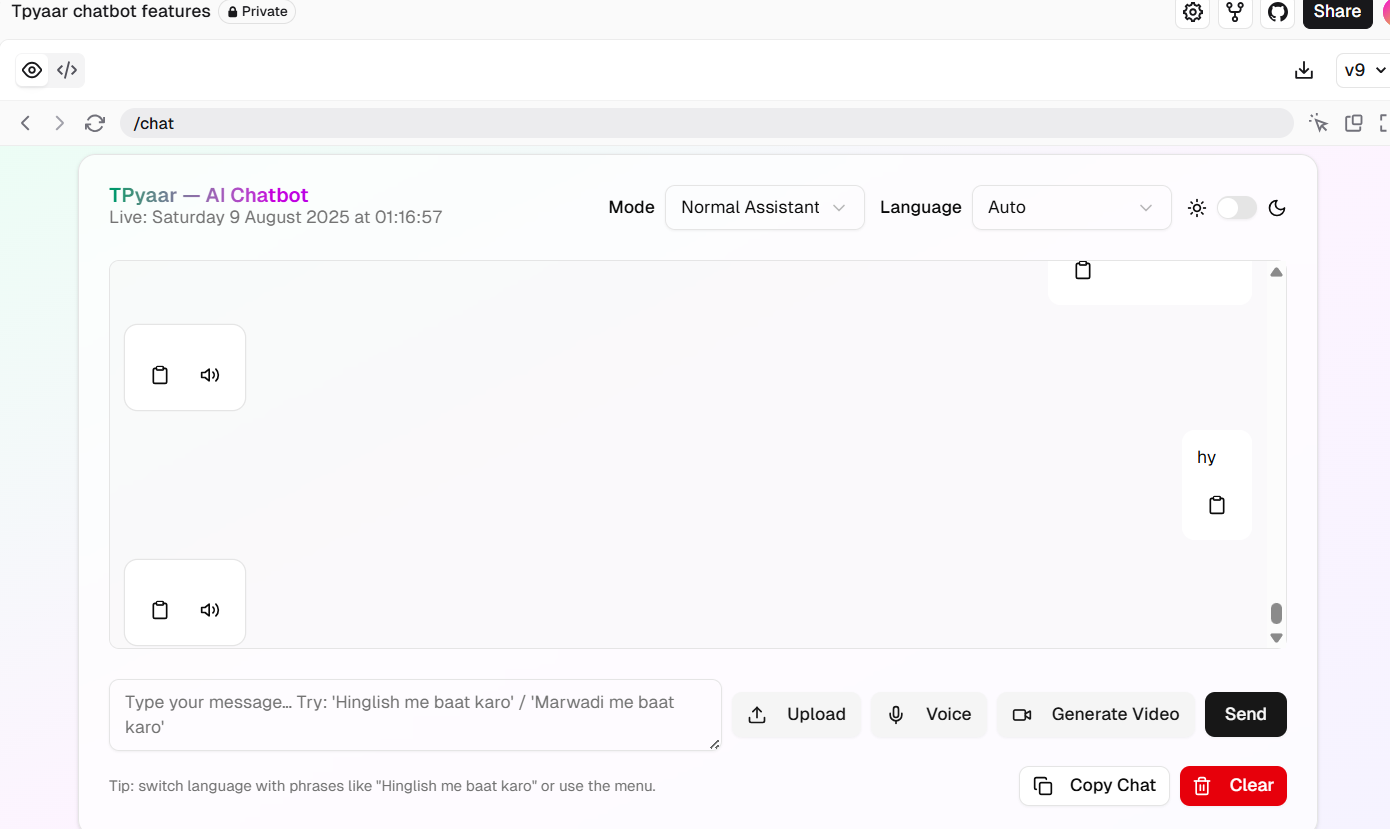 Tpyaar chatbot features
Private
Share
v9
/chat
TPyaar — AI Chatbot
Live: Saturday 9 August 2025 at 01:16:57
Mode
Normal Assistant
Language
Auto
hy
Type your message... Try: 'Hinglish me baat karo' / 'Marwadi me baat
karo'
Upload
Voice
Generate Video
Send
Tip: switch language with phrases like "Hinglish me baat karo" or use the menu.
Copy Chat
Clear